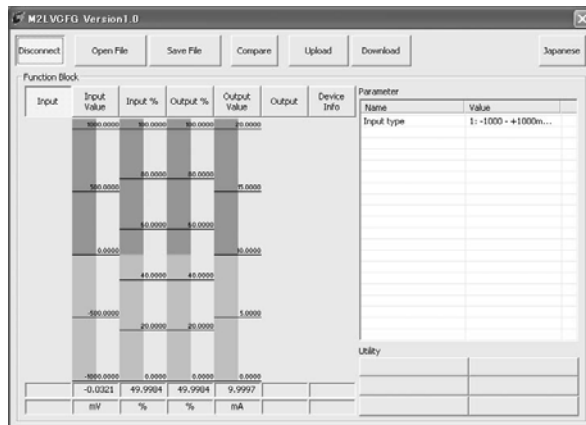 M2LVCFG Version1.0
Disconnect Open File Save File Compare Upload Download Japanese
Function Block
Input Input Value Input % Output % Output Value Output Device Info
Parameter
Name Value
Input type 1: -1000 - +1000m...
1000.0000 100.0000 100.0000 20.0000
80.0000 80.0000
500.0000 15.0000
60.0000 60.0000
0.0000 10.0000
40.0000 40.0000
-500.0000 5.0000
20.0000 20.0000
-1000.0000 0.0000 0.0000 0.0000
Utility
-0.0321 49.9984 49.9984 9.9997
mV % % mA